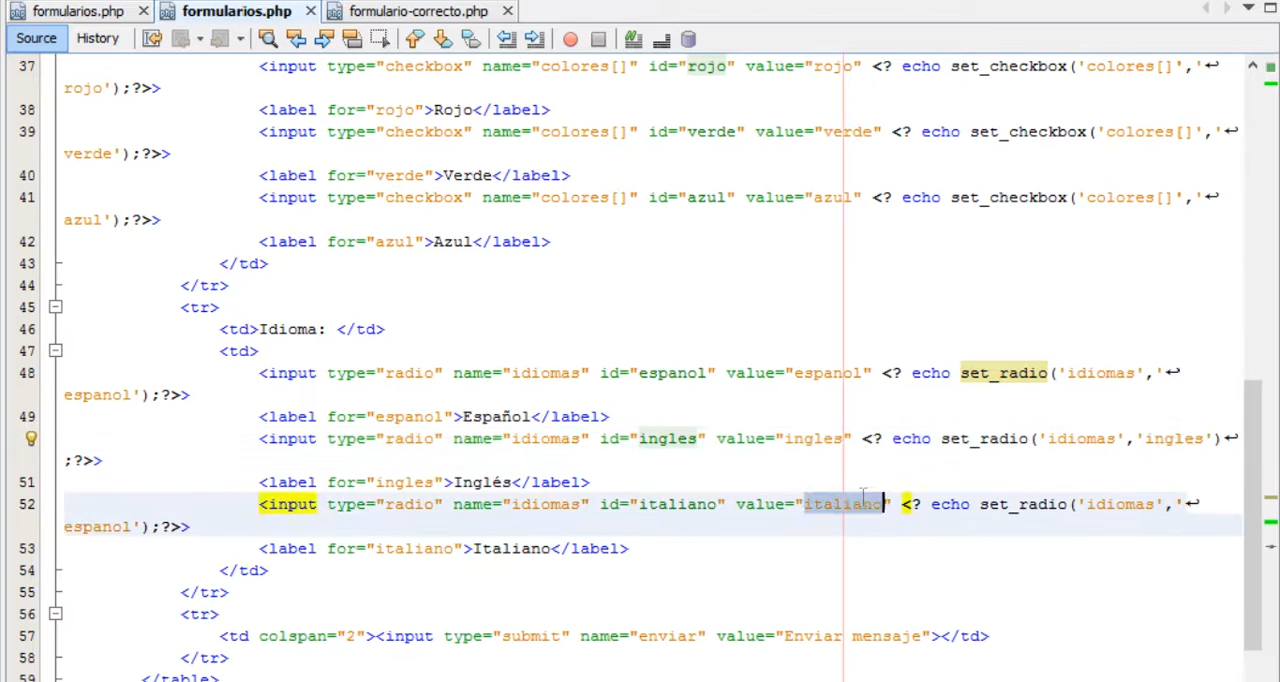 formularios.php
formularios.php
formulario-correcto.php
Source
History
37 <input type="checkbox" name="colores[]" id="rojo" value="rojo" <? echo set_checkbox('colores[]','
rojo');?>>
38 <label for="rojo">Rojo</label>
39 <input type="checkbox" name="colores[]" id="verde" value="verde" <? echo set_checkbox('colores[]','
verde');?>>
40 <label for="verde">Verde</label>
41 <input type="checkbox" name="colores[]" id="azul" value="azul" <? echo set_checkbox('colores[]','
azul');?>>
42 <label for="azul">Azul</label>
43 </td>
44 </tr>
45 <tr>
46 <td>Idioma: </td>
47 <td>
48 <input type="radio" name="idiomas" id="espanol" value="espanol" <? echo set_radio('idiomas','
espanol');?>>
49 <label for="espanol">Español</label>
<input type="radio" name="idiomas" id="ingles" value="ingles" <? echo set_radio('idiomas','ingles')
;?>>
51 <label for="ingles">Inglés</label>
52 <input type="radio" name="idiomas" id="italiano" value="italiano" <? echo set_radio('idiomas','
espanol');?>>
53 <label for="italiano">Italiano</label>
54 </td>
55 </tr>
56 <tr>
57 <td colspan="2"><input type="submit" name="enviar" value="Enviar mensaje"></td>
58 </tr>
59 </table>